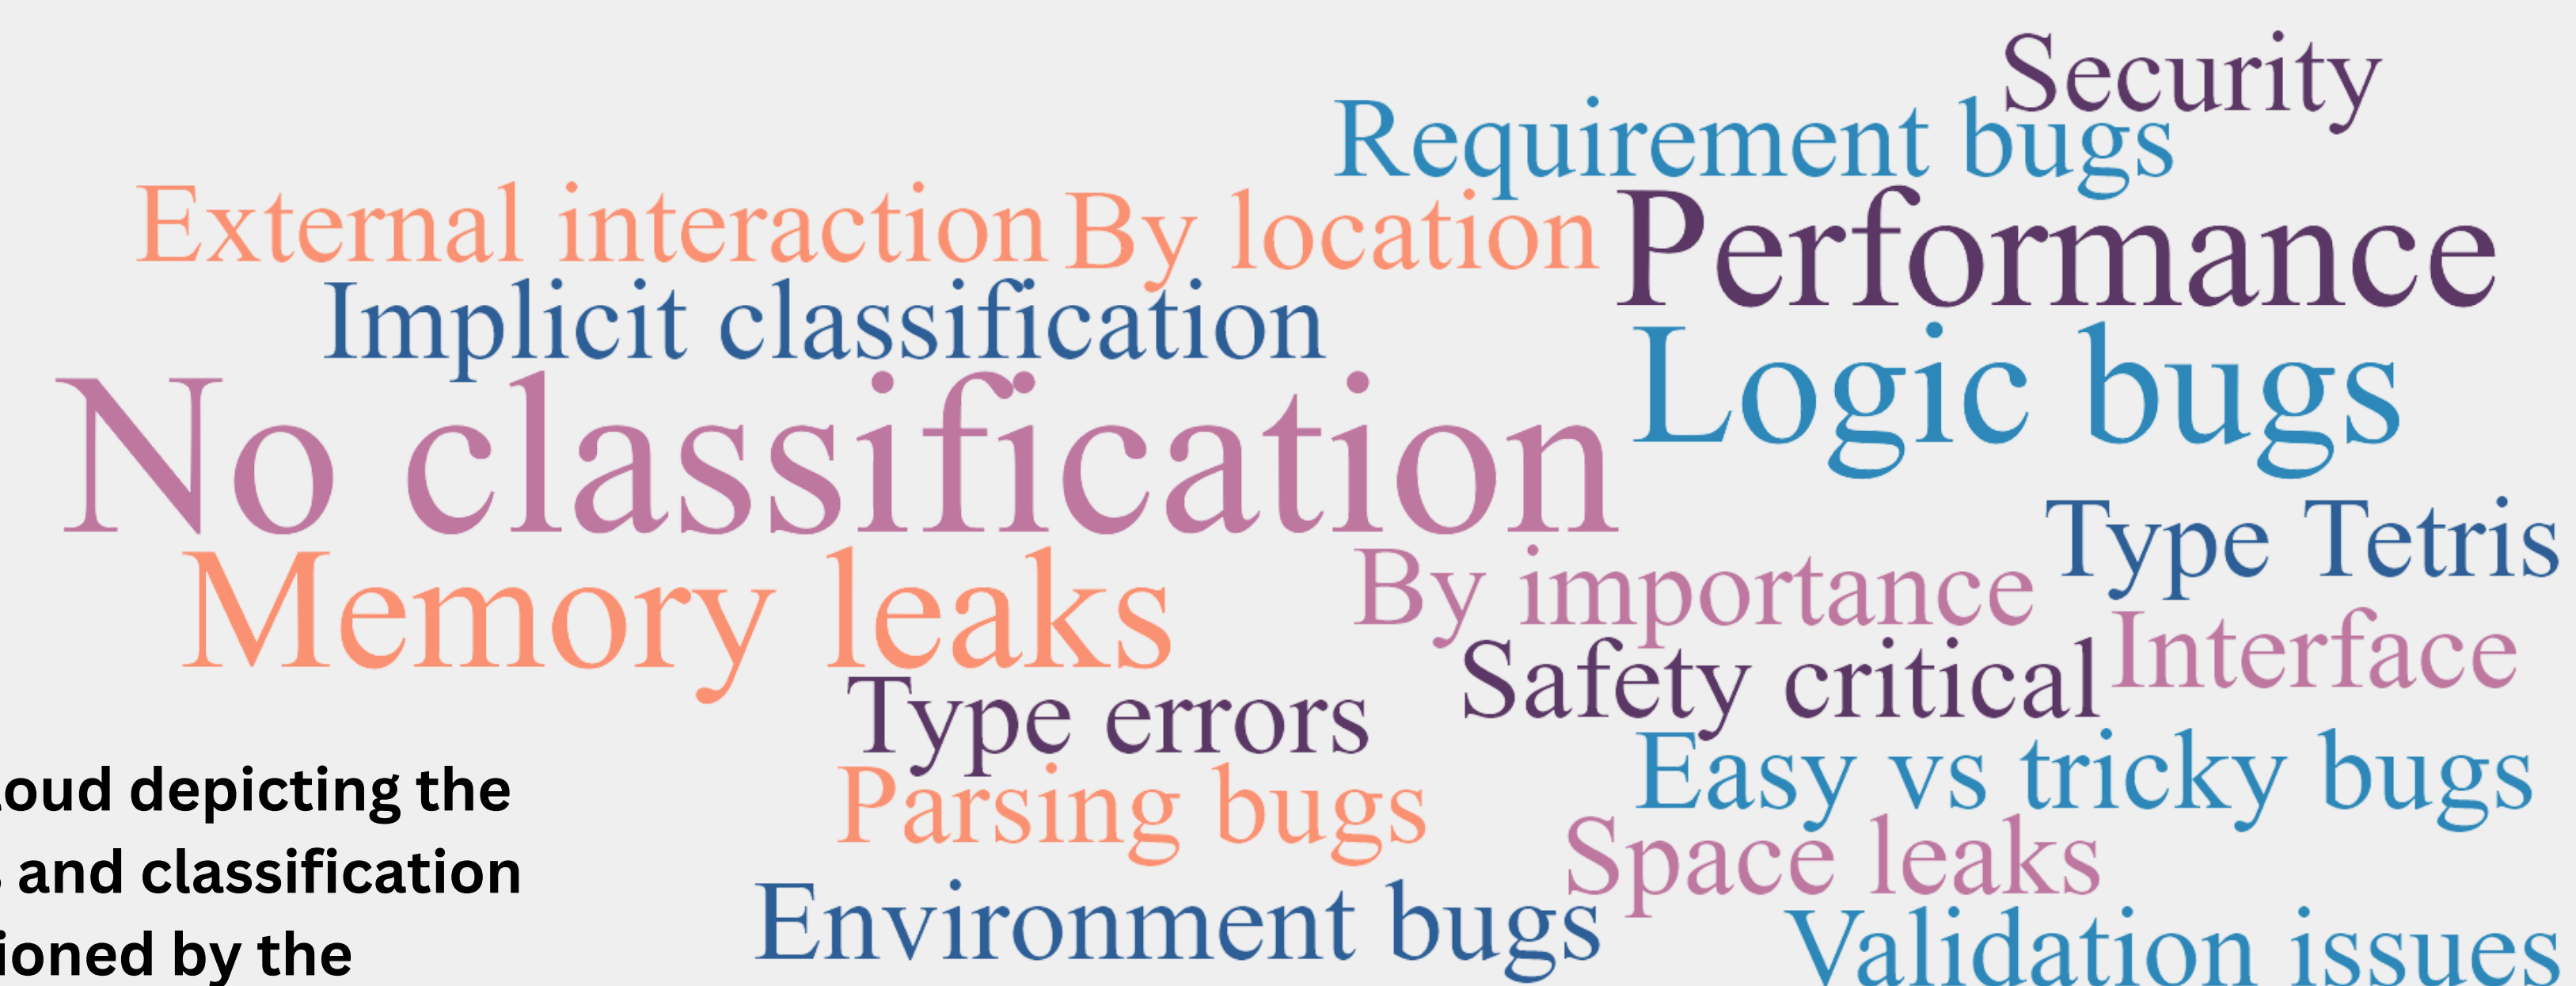 Security
Requirement bugs
External interaction
By location
Performance
Implicit classification
Logic bugs
No classification
Type Tetris
Memory leaks
By importance
Interface
Safety critical
Type errors
Easy vs tricky bugs
Parsing bugs
Space leaks
Environment bugs
Validation issues
depicting the
and classification
by the